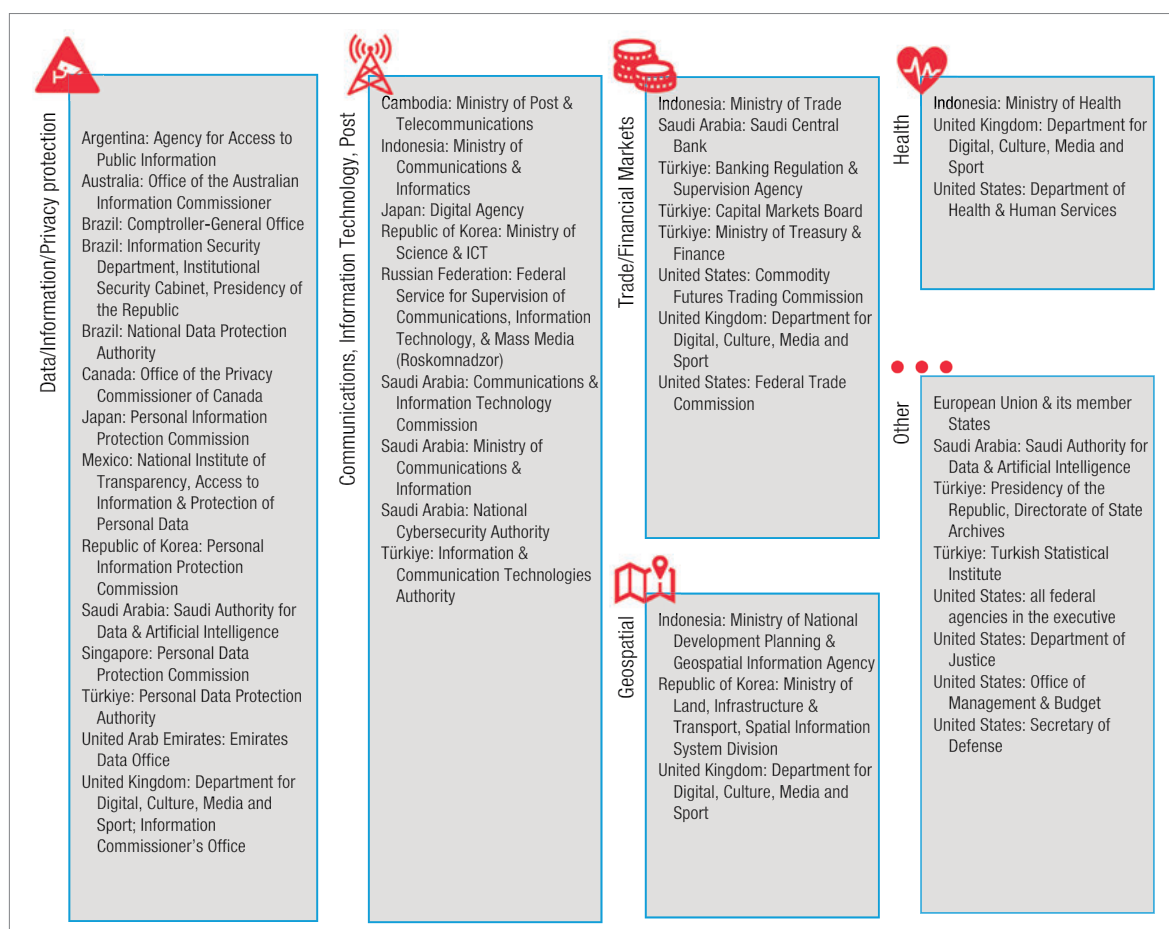 Data/Information/Privacy protection
Argentina: Agency for Access to
Public Information
Australia: Office of the Australian
Information Commissioner
Brazil: Comptroller-General Office
Brazil: Information Security
Department, Institutional
Security Cabinet, Presidency of
the Republic
Brazil: National Data Protection
Authority
Canada: Office of the Privacy
Commissioner of Canada
Japan: Personal Information
Protection Commission
Mexico: National Institute of
Transparency, Access to
Information & Protection of
Personal Data
Republic of Korea: Personal
Information Protection
Commission
Saudi Arabia: Saudi Authority for
Data & Artificial Intelligence
Singapore: Personal Data
Protection Commission
Türkiye: Personal Data Protection
Authority
United Arab Emirates: Emirates
Data Office
United Kingdom: Department for
Digital, Culture, Media and
Sport; Information
Commissioner's Office
Communications, Information Technology, Post
Cambodia: Ministry of Post &
Telecommunications
Indonesia: Ministry of
Communications &
Informatics
Japan: Digital Agency
Republic of Korea: Ministry of
Science & ICT
Russian Federation: Federal
Service for Supervision of
Communications, Information
Technology, & Mass Media
(Roskomnadzor)
Saudi Arabia: Communications &
Information Technology
Commission
Saudi Arabia: Ministry of
Communications &
Information
Saudi Arabia: National
Cybersecurity Authority
Türkiye: Information &
Communication Technologies
Authority
Trade/Financial Markets
Indonesia: Ministry of Trade
Saudi Arabia: Saudi Central
Bank
Türkiye: Banking Regulation &
Supervision Agency
Türkiye: Capital Markets Board
Türkiye: Ministry of Treasury &
Finance
United States: Commodity
Futures Trading Commission
United Kingdom: Department for
Digital, Culture, Media and
Sport
United States: Federal Trade
Commission
Geospatial
Indonesia: Ministry of National
Development Planning &
Geospatial Information Agency
Republic of Korea: Ministry of
Land, Infrastructure &
Transport, Spatial Information
System Division
United Kingdom: Department for
Digital, Culture, Media and
Sport
Health
Indonesia: Ministry of Health
United Kingdom: Department for
Digital, Culture, Media and
Sport
United States: Department of
Health & Human Services
Other
European Union & its member
States
Saudi Arabia: Saudi Authority for
Data & Artificial Intelligence
Türkiye: Presidency of the
Republic, Directorate of State
Archives
Türkiye: Turkish Statistical
Institute
United States: all federal
agencies in the executive
United States: Department of
Justice
United States: Office of
Management & Budget
United States: Secretary of
Defense